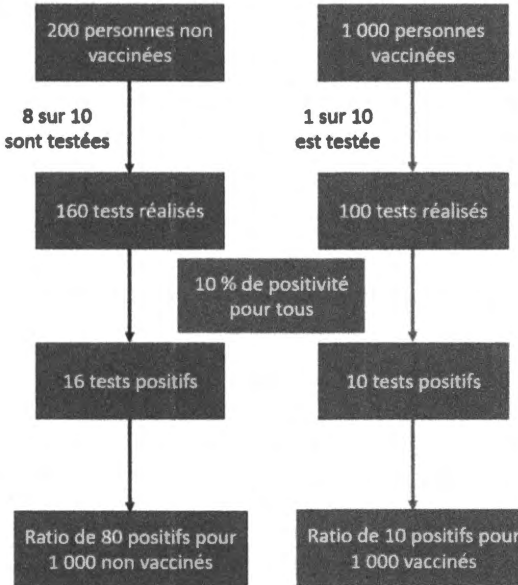 200 personnes non
vaccinées
1 000 personnes
vaccinées
8 sur 10
sont testées
1 sur 10
est testée
160 tests réalisés
100 tests réalisés
10 % de positivité
pour tous
16 tests positifs
10 tests positifs
Ratio de 80 positifs pour
1 000 non vaccinés
Ratio de 10 positifs pour
1 000 vaccinés